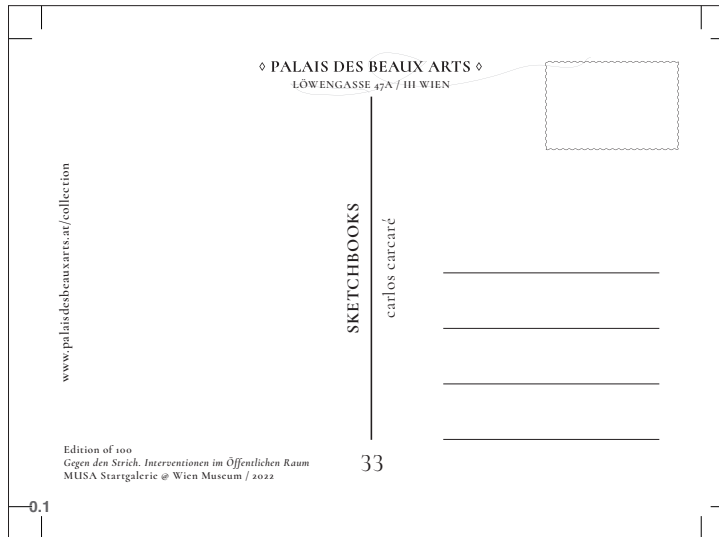 ◊ PALAIS DES BEAUX ARTS ◊
LÖWENGASSE 47A / III WIEN
www.palaisdesbeauxarts.at/collection
SKETCHBOOKS
carlos carcaré
Edition of 100
Gegen den Strich. Interventionen im Öffentlichen Raum
MUSA Startgalerie @ Wien Museum / 2022
33
0.1